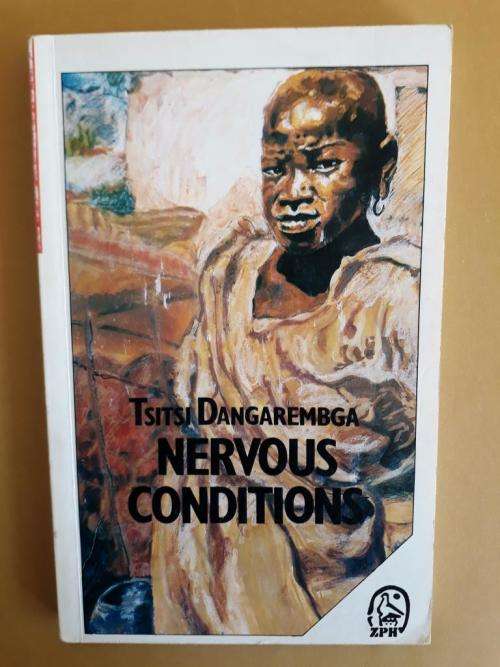 TSITSI DANGAREMBGA
NERVOUS
CONDITIONS
ZPH